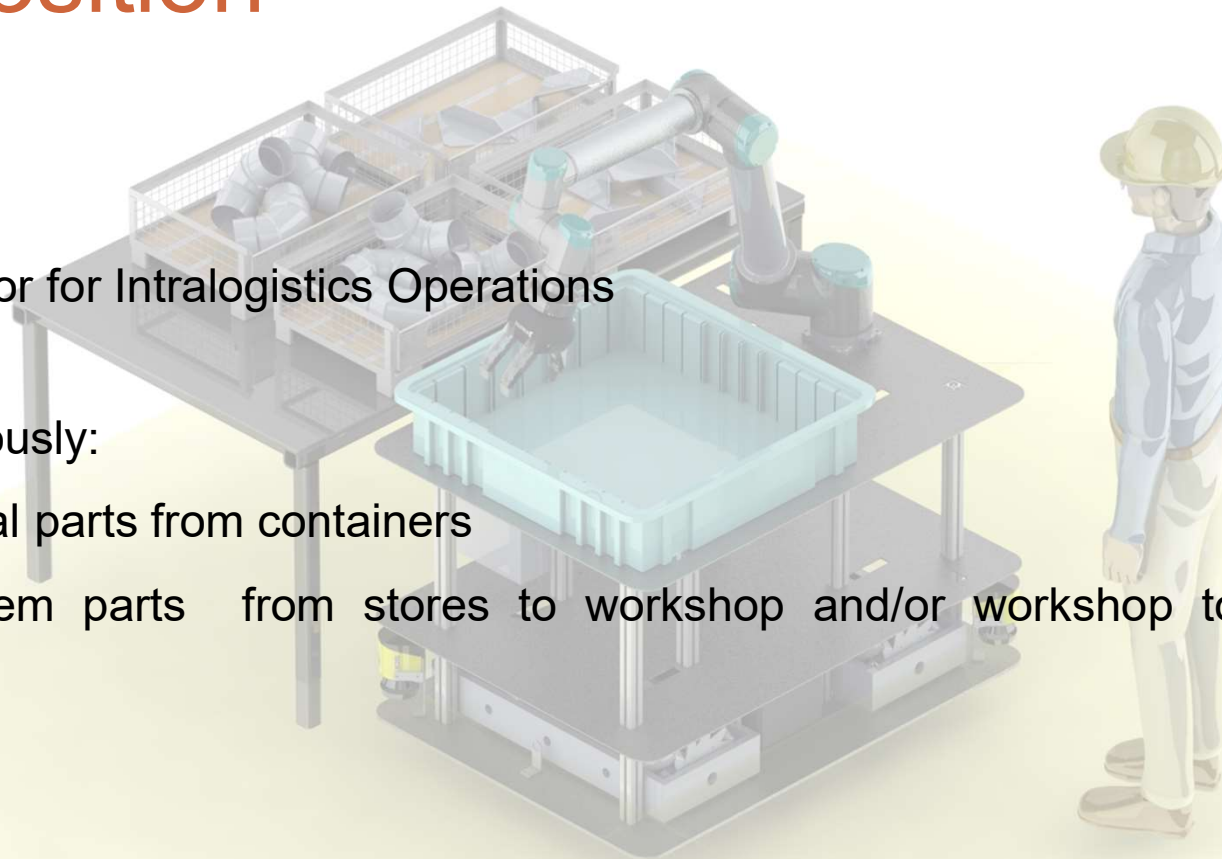 osition
or for Intralogistics Operations
ously:
al parts from containers
em parts from stores to workshop and/or workshop to